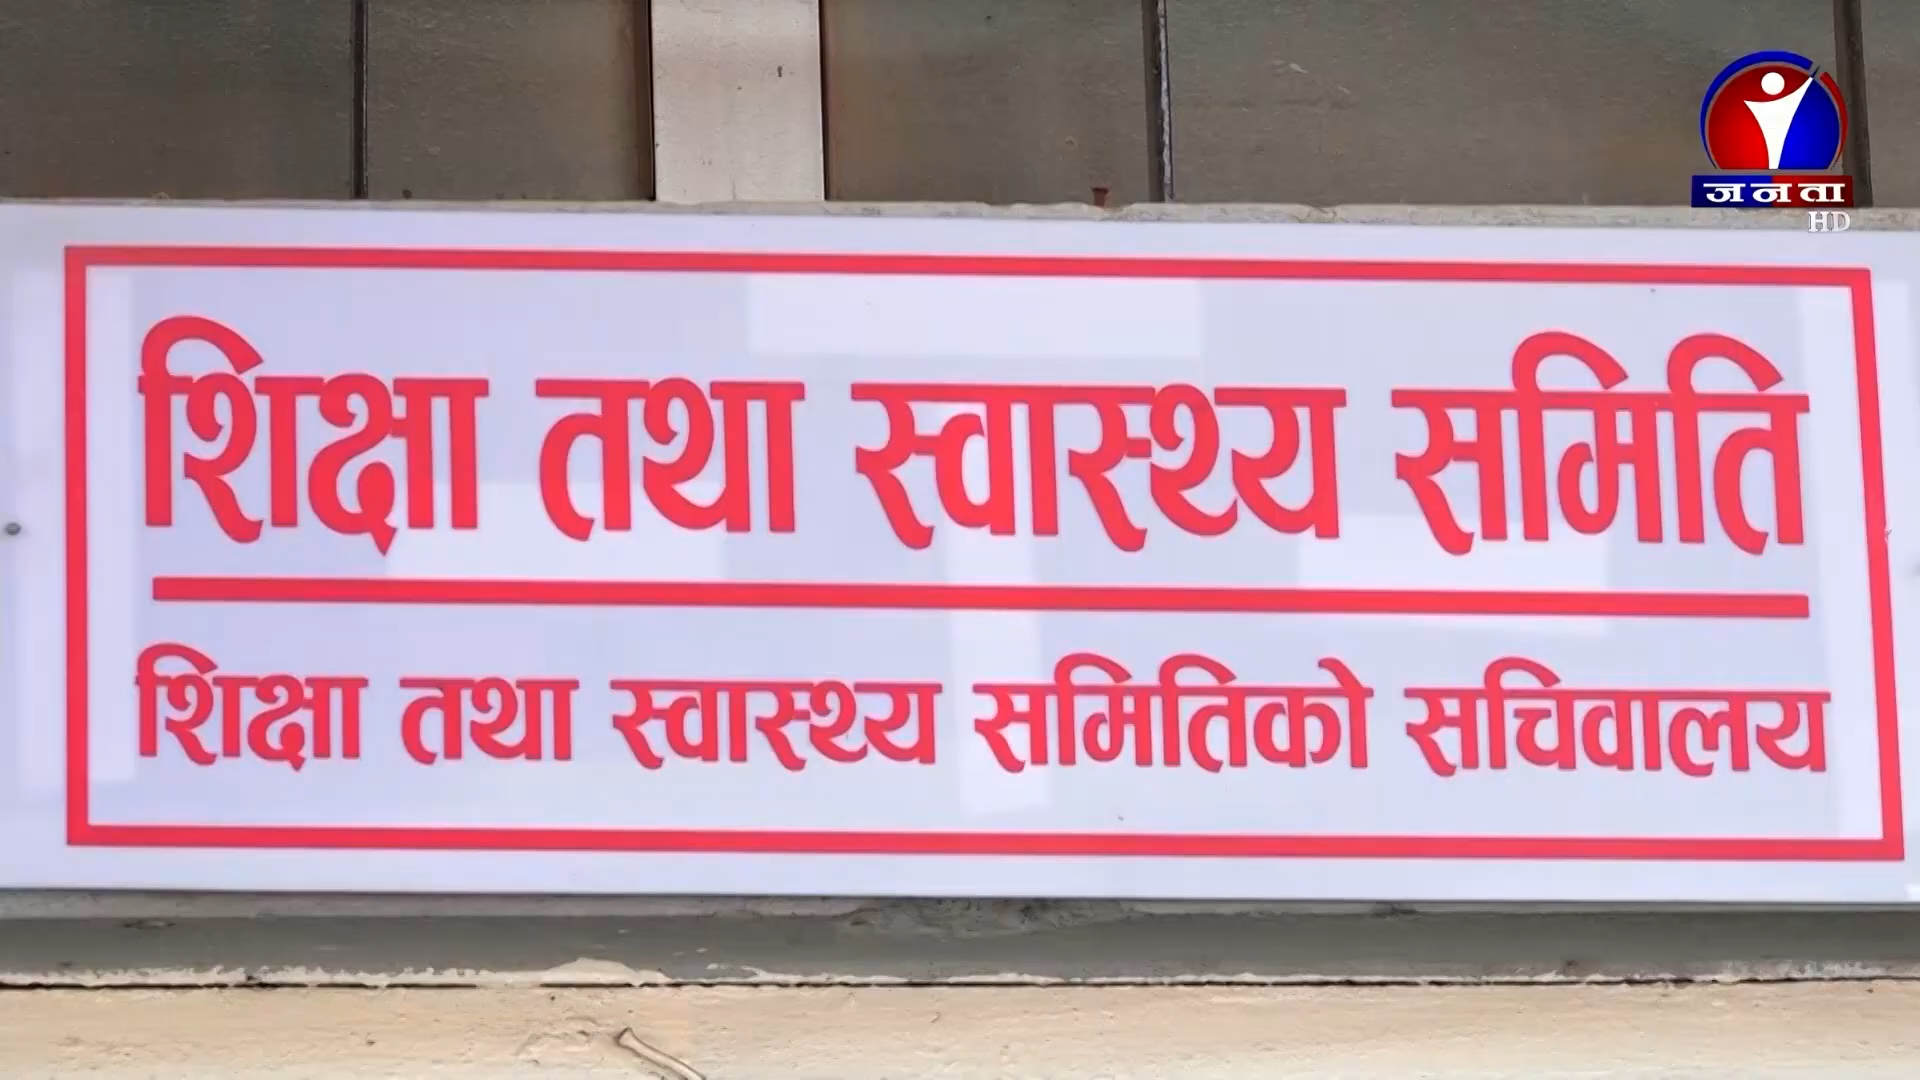 जनता
HD
शिक्षा तथा स्वास्थ्य समिति
शिक्षा तथा स्वास्थ्य समितिको सचिवालय